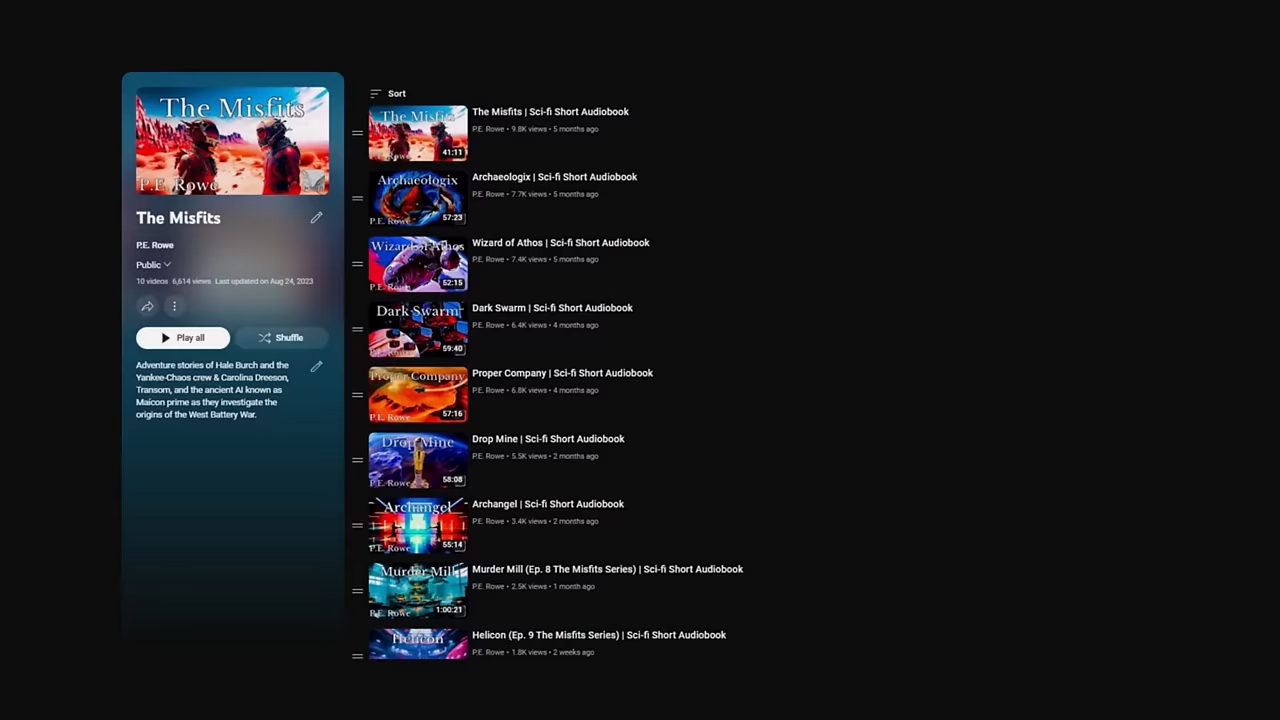 The Misfits
P.E. Rowe
The Misfits
P.E. Rowe
Public
10 videos 6,614 views Last updated on Aug 24, 2023
Play all
Shuffle
Adventure stories of Hale Burch and the
Yankee-Chaos crew & Carolina Dreeson,
Transom, and the ancient AI known as
Maicon prime as they investigate the
origins of the West Battery War.
Sort
The Misfits
P.E. Rowe
41:11
The Misfits | Sci-fi Short Audiobook
P.E. Rowe • 9.8K views • 5 months ago
Archaeologix
P.E. Rowe
57:23
Archaeologix | Sci-fi Short Audiobook
P.E. Rowe • 7.7K views • 5 months ago
Wizard of Athos
P.E. Rowe
52:15
Wizard of Athos | Sci-fi Short Audiobook
P.E. Rowe • 7.4K views • 5 months ago
Dark Swarm
P.E. Rowe
59:40
Dark Swarm | Sci-fi Short Audiobook
P.E. Rowe • 6.4K views • 4 months ago
Proper Company
P.E. Rowe
57:16
Proper Company | Sci-fi Short Audiobook
P.E. Rowe • 6.8K views • 4 months ago
Drop Mine
P.E. Rowe
58:08
Drop Mine | Sci-fi Short Audiobook
P.E. Rowe • 5.5K views • 2 months ago
Archangel
P.E. Rowe
55:14
Archangel | Sci-fi Short Audiobook
P.E. Rowe • 3.4K views • 2 months ago
Murder Mill
P.E. Rowe
1:00:21
Murder Mill (Ep. 8 The Misfits Series) | Sci-fi Short Audiobook
P.E. Rowe • 2.5K views • 1 month ago
Helicon
Helicon (Ep. 9 The Misfits Series) | Sci-fi Short Audiobook
P.E. Rowe • 1.8K views • 2 weeks ago